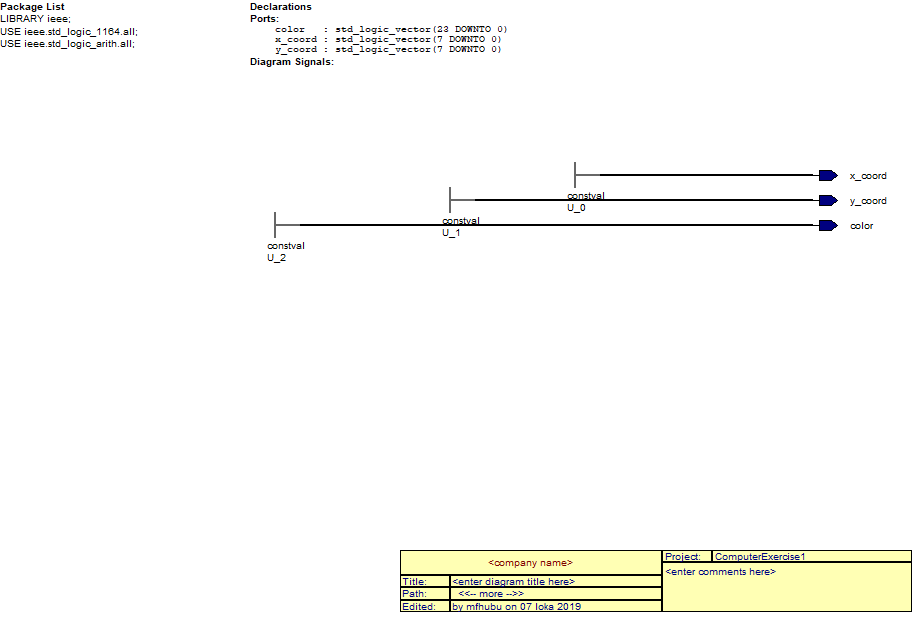 Package List
LIBRARY ieee;
USE ieee.std_logic_1164.all;
USE ieee.std_logic_arith.all;
Declarations
Ports:
color : std_logic_vector(23 DOWNTO 0)
x_coord : std_logic_vector(7 DOWNTO 0)
y_coord : std_logic_vector(7 DOWNTO 0)
Diagram Signals:
x_coord
constval
U_0
y_coord
constval
U_1
color
constval
U_2
<company name>
Title: <enter diagram title here>
Path: <<-- more -->>
Edited: by mfhubu on 07 loka 2019
Project: ComputerExercise1
<enter comments here>